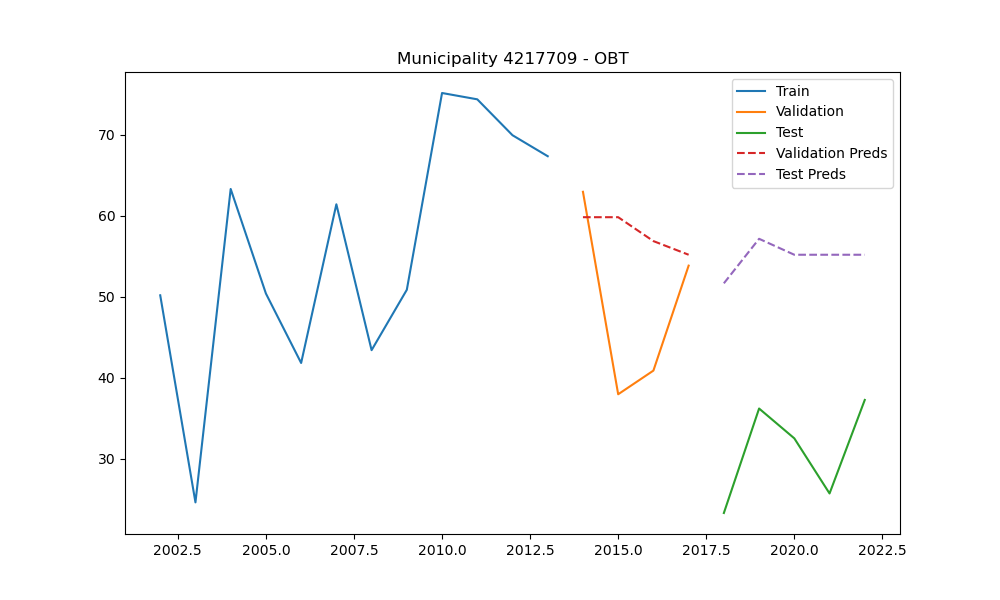 Municipality 4217709 - OBT
Train
Validation
Test
Validation Preds
Test Preds
70
60
50
40
30
2002.5 2005.0 2007.5 2010.0 2012.5 2015.0 2017.5 2020.0 2022.5